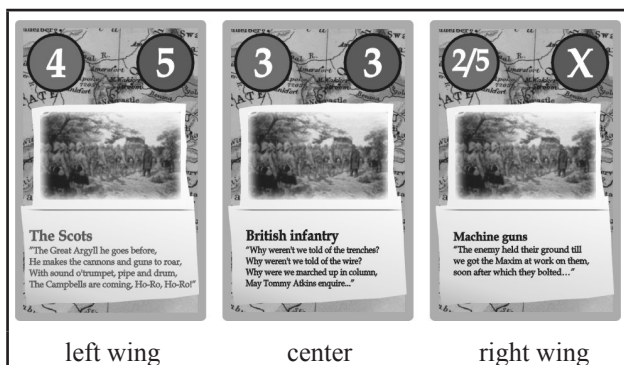 4
5
The Scots
"The Great Argyll he goes before,
He makes the cannons and guns to roar,
With sound o'trumpet, pipe and drum,
The Campbells are coming, Ho-Ro, Ho-Ro!"
left wing
3
3
British infantry
"Why weren't we told of the trenches?
Why weren't we told of the wire?
Why were we marched up in column,
May Tommy Atkins enquire..."
center
2/5
X
Machine guns
"The enemy held their ground till
we got the Maxim at work on them,
soon after which they bolted…"
right wing